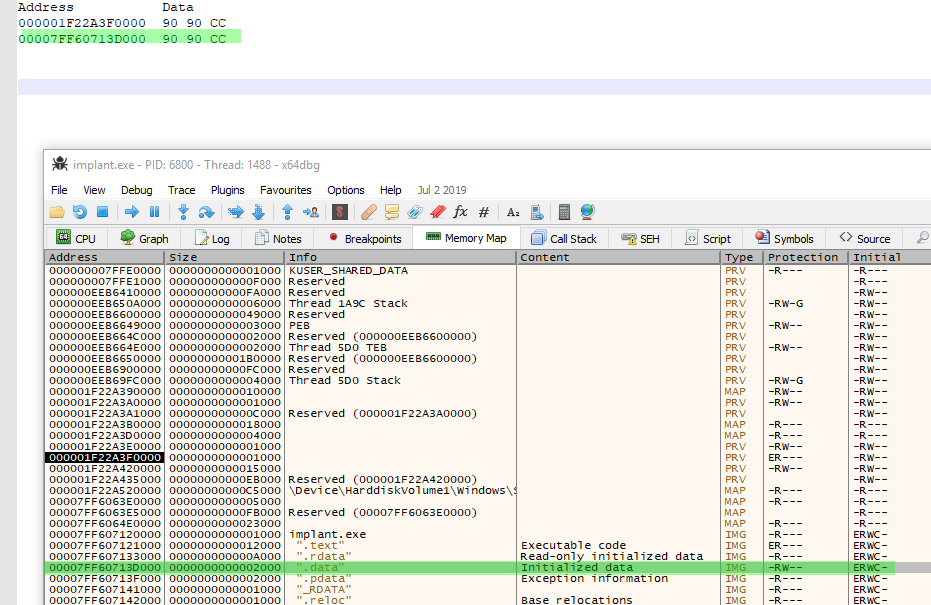 Address Data
000001F22A3F0000 90 90 CC
00007FF60713D000 90 90 CC
implant.exe - PID: 6800 - Thread: 1488 - x64dbg
File View Debug Trace Plugins Favourites Options Help Jul 2 2019
CPU Graph Log Notes Breakpoints Memory Map Call Stack SEH Script Symbols Source
Address Size Info Content Type Protection Initial
000000007FFE0000 0000000000001000 KUSER_SHARED_DATA PRV -R--- -R---
000000007FFE1000 000000000000F000 Reserved PRV -R---
000000EEB6410000 00000000000FA000 Reserved PRV -RW--
000000EEB650A000 0000000000006000 Thread 1A9C Stack PRV -RW-G -RW--
000000EEB6600000 0000000000049000 Reserved PRV -RW--
000000EEB6649000 0000000000003000 PEB PRV -RW-- -RW--
000000EEB664C000 0000000000002000 Reserved (000000EEB6600000) PRV -RW--
000000EEB664E000 0000000000002000 Thread 5D0 TEB PRV -RW-- -RW--
000000EEB6650000 00000000001B0000 Reserved (000000EEB6600000) PRV -RW--
000000EEB6900000 00000000000FC000 Reserved PRV -RW--
000000EEB69FC000 0000000000004000 Thread 5D0 Stack PRV -RW-G -RW--
000001F22A390000 0000000000010000 MAP -RW-- -RW--
000001F22A3A0000 0000000000001000 PRV -RW-- -RW--
000001F22A3A1000 000000000000C000 Reserved (000001F22A3A0000) PRV -RW--
000001F22A3B0000 0000000000018000 MAP -R--- -R---
000001F22A3D0000 0000000000004000 MAP -R--- -R---
000001F22A3E0000 0000000000001000 PRV -RW-- -RW--
000001F22A3F0000 0000000000001000 PRV ER--- -RW--
000001F22A420000 0000000000015000 PRV -RW-- -RW--
000001F22A435000 00000000000EB000 Reserved (000001F22A420000) PRV -RW--
000001F22A520000 00000000000C5000 \Device\HarddiskVolume1\Windows\S MAP -R--- -R---
00007FF6063E0000 0000000000005000 MAP -R--- -R---
00007FF6063E5000 00000000000FB000 Reserved (00007FF6063E0000) MAP -R---
00007FF6064E0000 0000000000023000 MAP -R--- -R---
00007FF607120000 0000000000001000 implant.exe IMG -R--- ERWC-
00007FF607121000 0000000000012000 ".text" Executable code IMG ER--- ERWC-
00007FF607133000 000000000000A000 ".rdata" Read-only initialized data IMG -R--- ERWC-
00007FF60713D000 0000000000002000 ".data" Initialized data IMG -RW-- ERWC-
00007FF60713F000 0000000000002000 ".pdata" Exception information IMG -R--- ERWC-
00007FF607141000 0000000000001000 "_RDATA" IMG -R--- ERWC-
00007FF607142000 0000000000001000 ".reloc" Base relocations IMG -R--- ERWC-